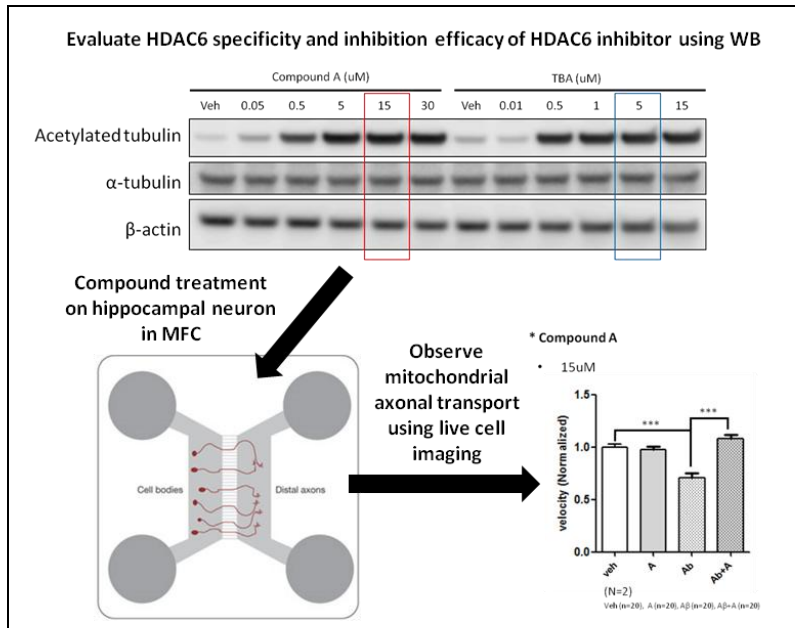 Evaluate HDAC6 specificity and inhibition efficacy of HDAC6 inhibitor using WB
Compound A (uM) TBA (uM)
Veh 0.05 0.5 5 15 30 Veh 0.01 0.5 1 5 15
Acetylated tubulin
α-tubulin
β-actin
Compound treatment
on hippocampal neuron
in MFC
Cell bodies Distal axons
Observe
mitochondrial
axonal transport
using live cell
imaging
* Compound A
• 15uM
velocity (Normalized)
1.5
1.0
0.5
0.0
*** ***
veh A Ab Ab+A
(N=2)
Veh (n=20), A (n=20), Aβ (n=20), Aβ+A (n=20)